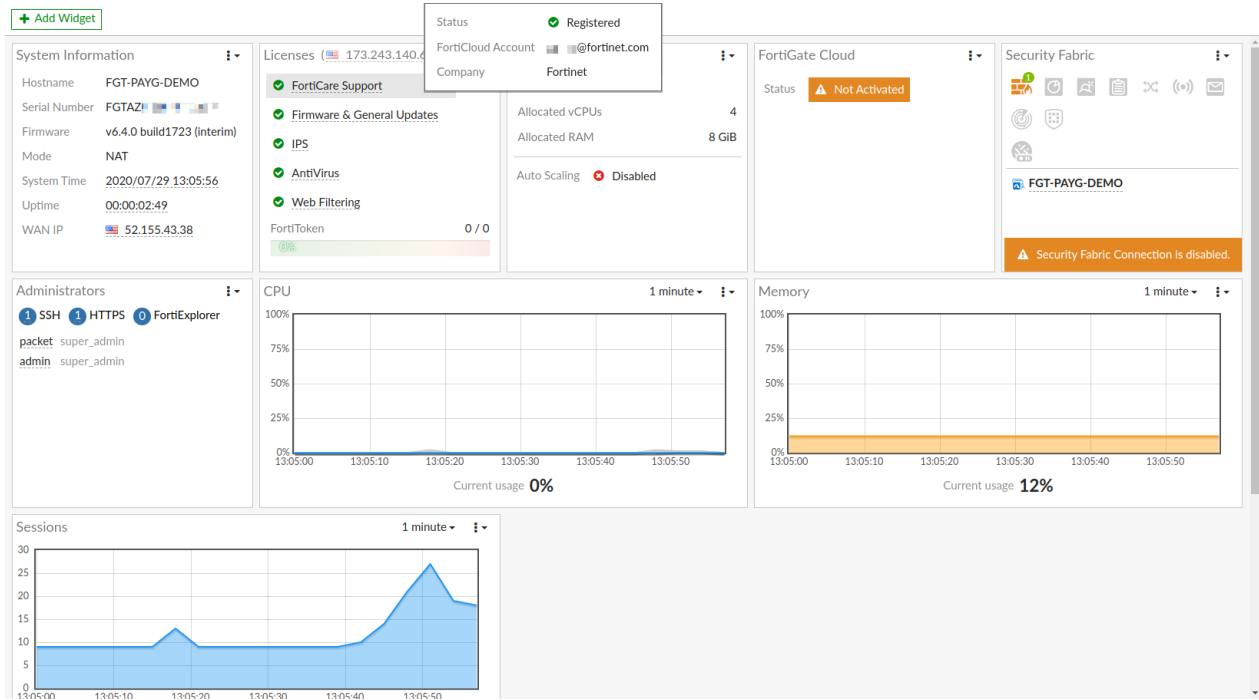 Add Widget
Status Registered
FortiCloud Account @fortinet.com
Company Fortinet
System Information
Hostname FGT-PAYG-DEMO
Serial Number FGTAZ
Firmware v6.4.0 build1723 (interim)
Mode NAT
System Time 2020/07/29 13:05:56
Uptime 00:00:02:49
WAN IP 52.155.43.38
Licenses (173.243.140.6
FortiCare Support
Firmware & General Updates
IPS
AntiVirus
Web Filtering
FortiToken 0 / 0
0%
Allocated vCPUs 4
Allocated RAM 8 GiB
Auto Scaling Disabled
FortiGate Cloud
Status Not Activated
Security Fabric
1
FGT-PAYG-DEMO
Security Fabric Connection is disabled.
Administrators
1 SSH 1 HTTPS 0 FortiExplorer
packet super_admin
admin super_admin
CPU 1 minute
100%
75%
50%
25%
0%
13:05:00 13:05:10 13:05:20 13:05:30 13:05:40 13:05:50
Current usage 0%
Memory 1 minute
100%
75%
50%
25%
0%
13:05:00 13:05:10 13:05:20 13:05:30 13:05:40 13:05:50
Current usage 12%
Sessions 1 minute
30
25
20
15
10
5
0
13:05:00 13:05:10 13:05:20 13:05:30 13:05:40 13:05:50